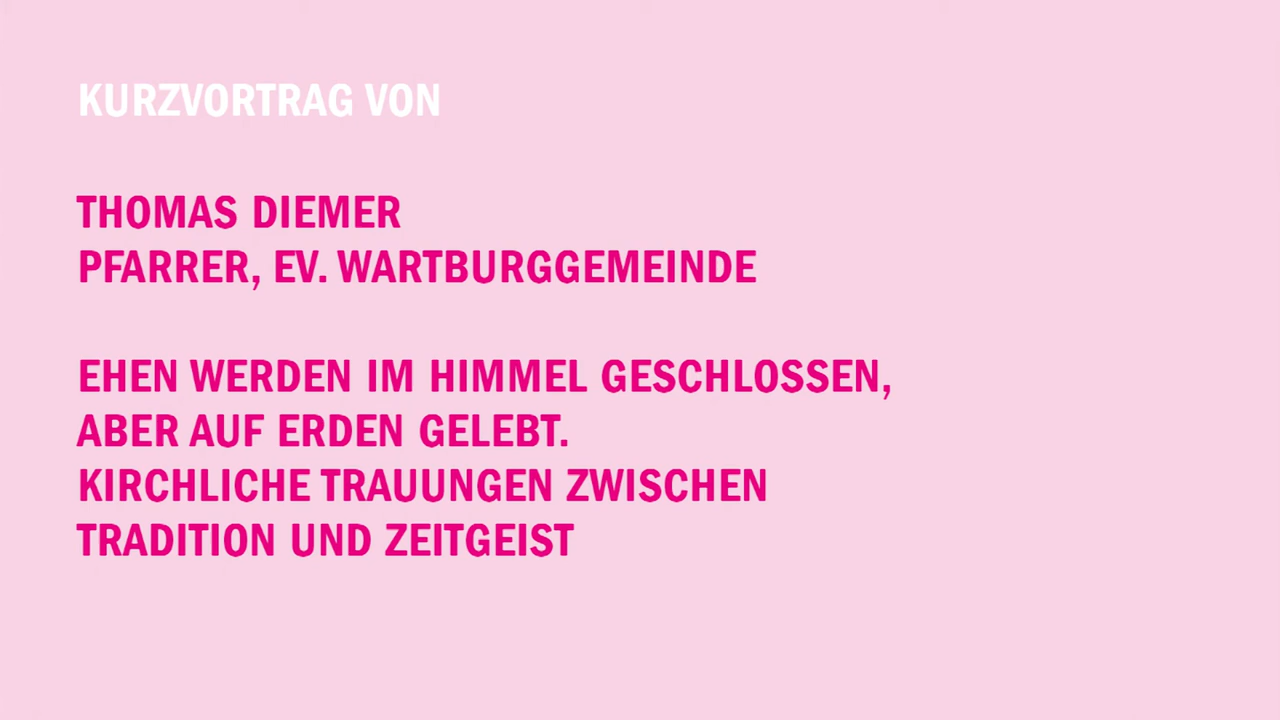 KURZVORTRAG VON
THOMAS DIEMER
PFARRER, EV. WARTBURGGEMEINDE
EHEN WERDEN IM HIMMEL GESCHLOSSEN,
ABER AUF ERDEN GELEBT.
KIRCHLICHE TRAUUNGEN ZWISCHEN
TRADITION UND ZEITGEIST